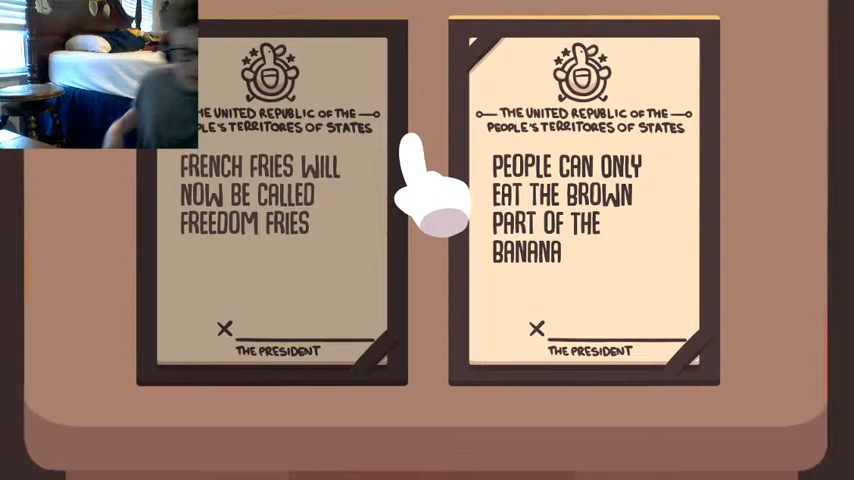 THE UNITED REPUBLIC OF THE
PEOPLE'S TERRITORES OF STATES
FRENCH FRIES WILL
NOW BE CALLED
FREEDOM FRIES
X
THE PRESIDENT
THE UNITED REPUBLIC OF THE
PEOPLE'S TERRITORES OF STATES
PEOPLE CAN ONLY
EAT THE BROWN
PART OF THE
BANANA
X
THE PRESIDENT